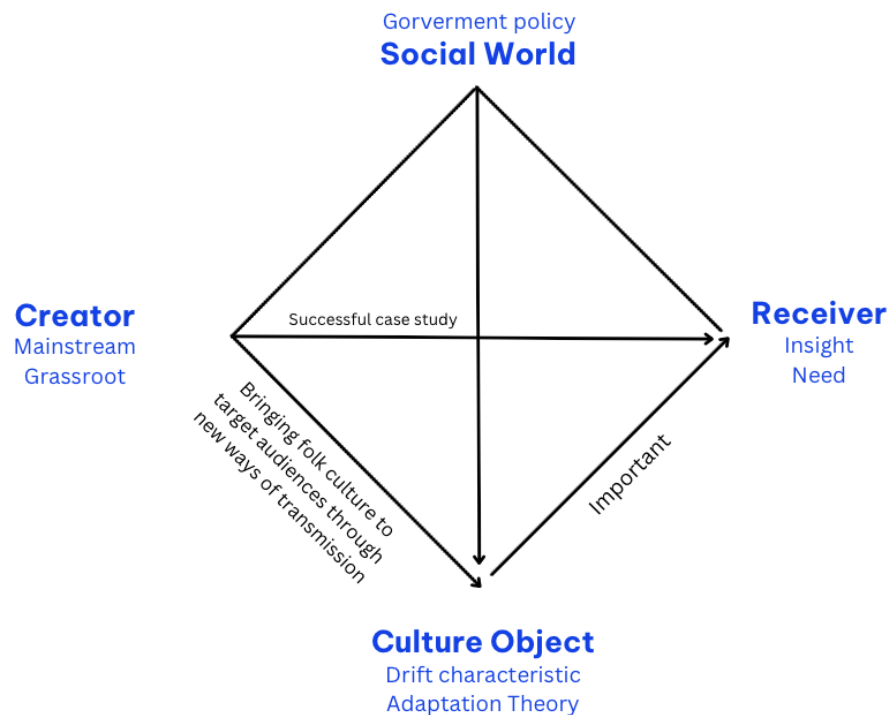 Gorverment policy
Social World
Creator
Mainstream
Grassroot
Successful case study
Receiver
Insight
Need
Bringing folk culture to
target audiences through
new ways of transmission
Important
Culture Object
Drift characteristic
Adaptation Theory